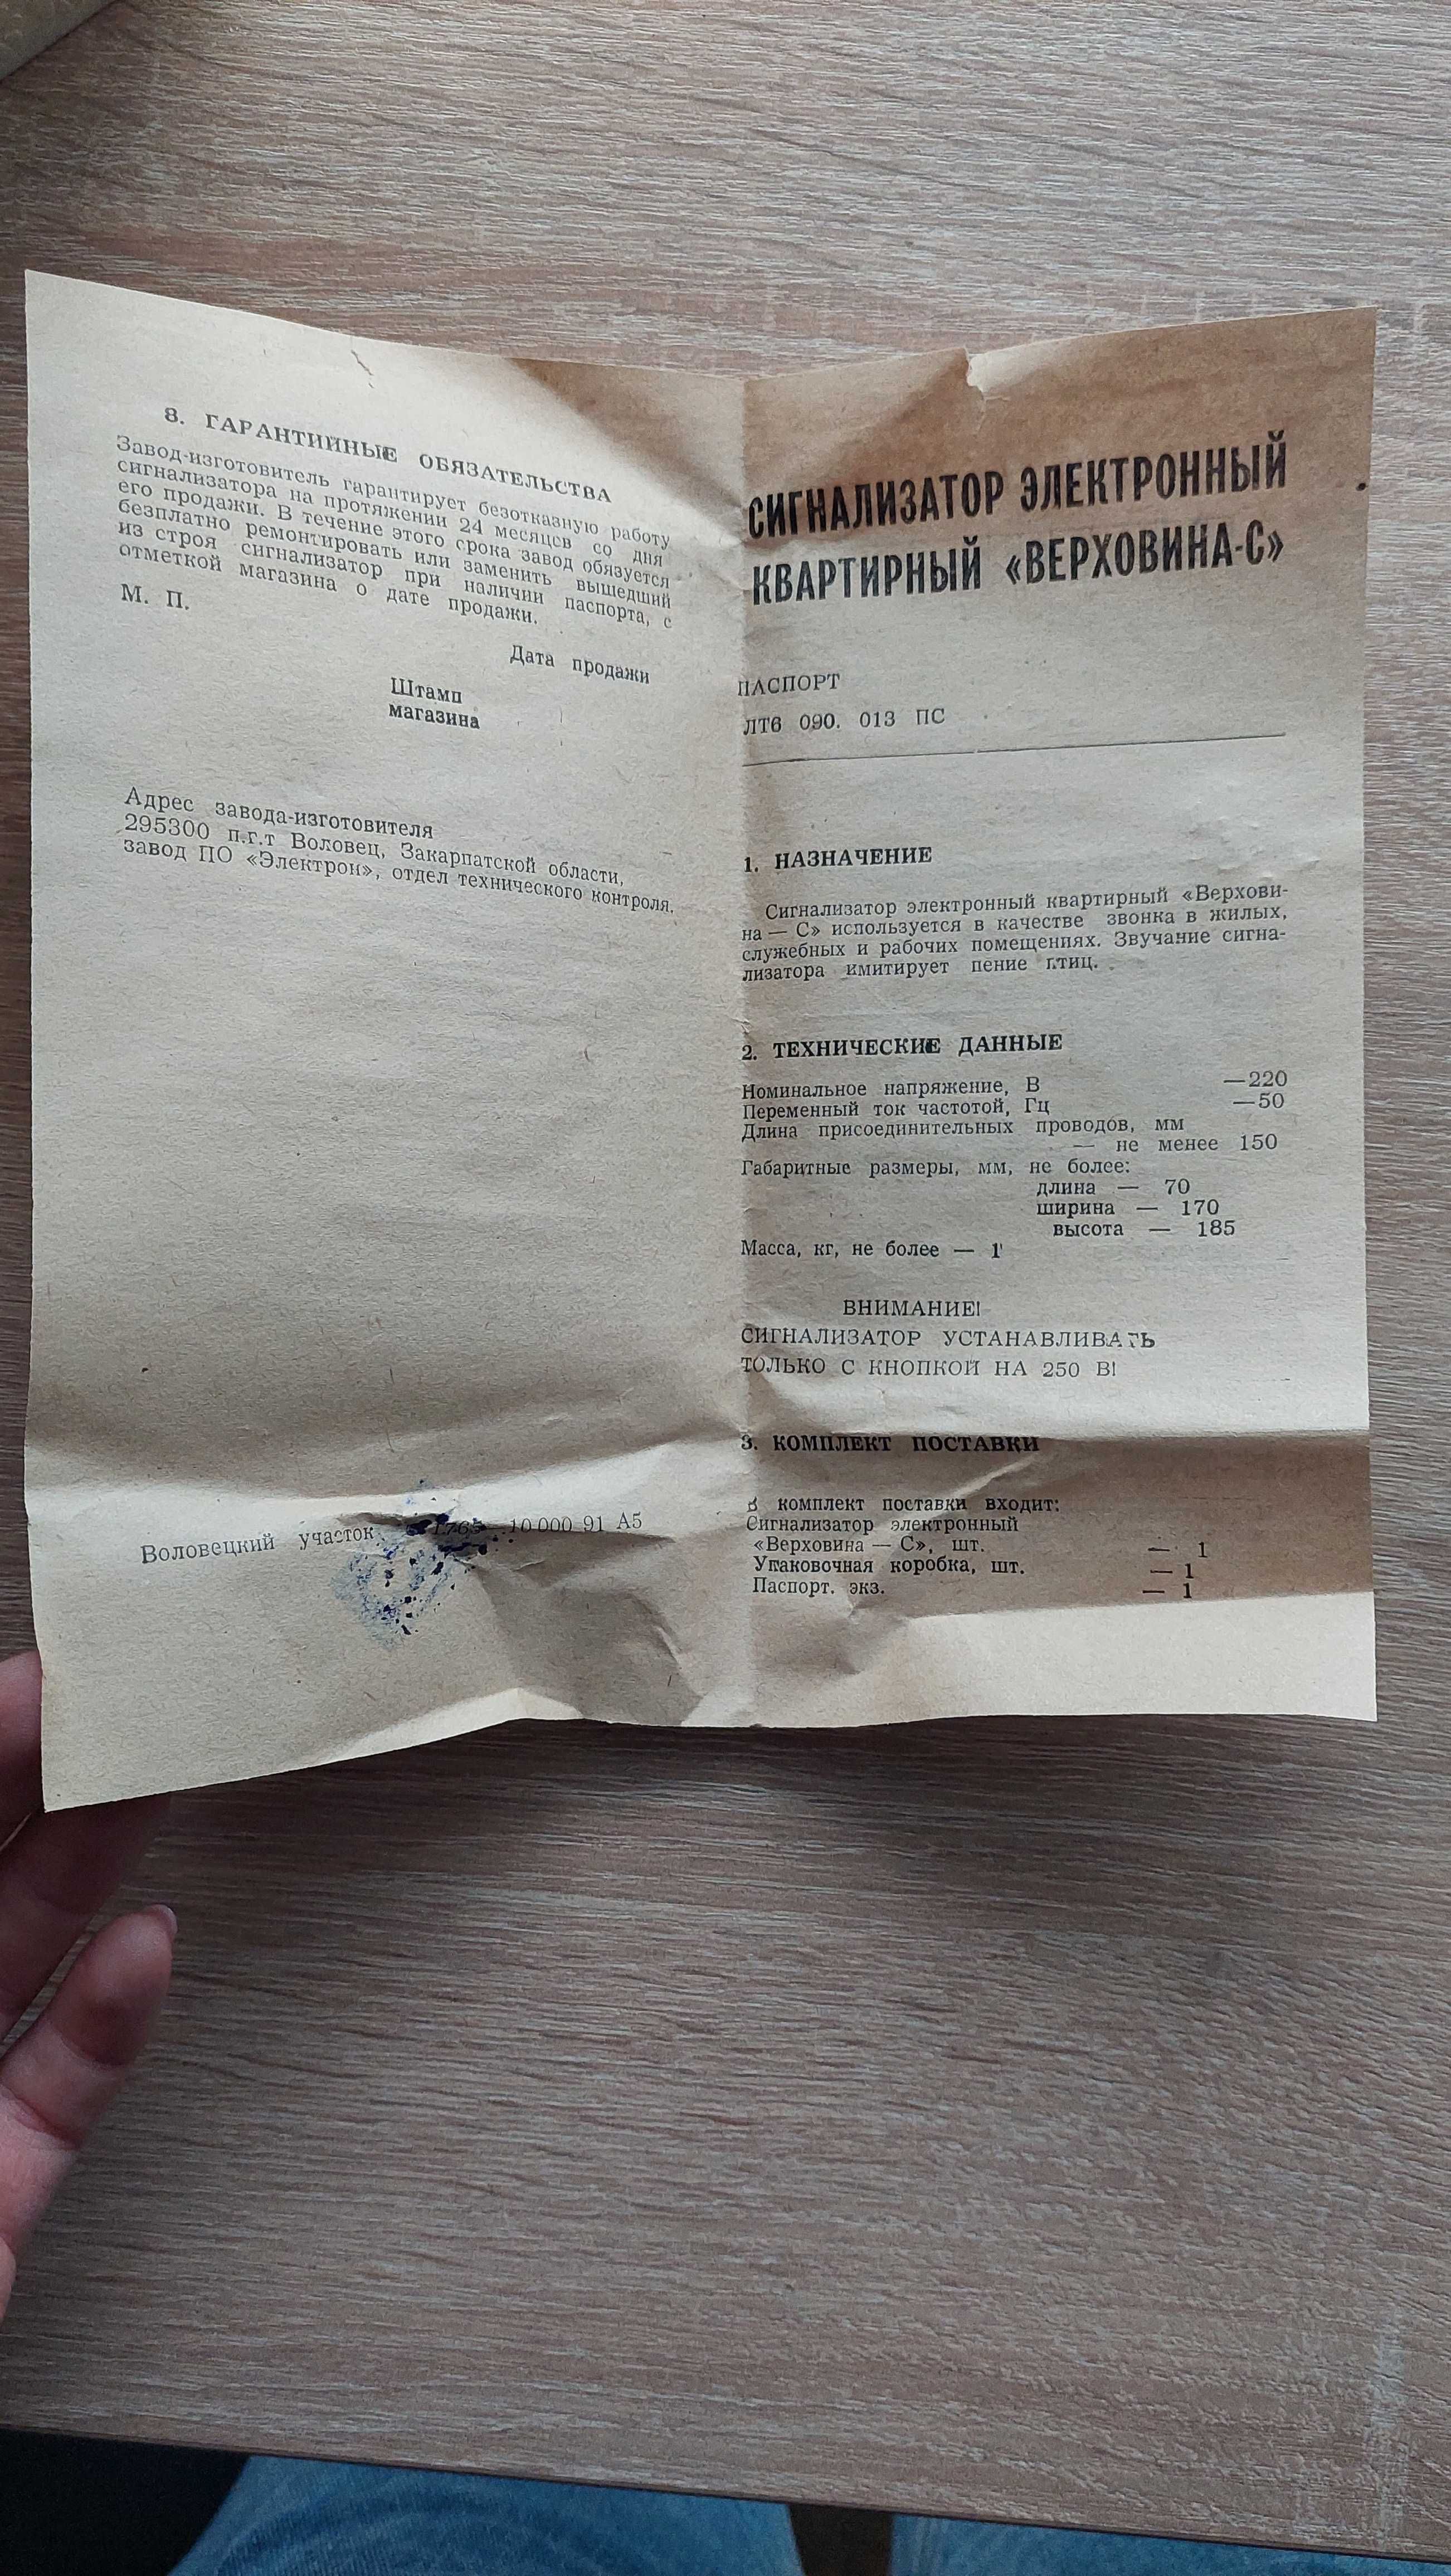 8. ГАРАНТИЙНЫЕ ОБЯЗАТЕЛЬСТВА
Завод-изготовитель гарантирует безотказную работу
сигнализатора на протяжении 24 месяцев со дня
его продажи. В течение этого срока завод обязуется
безплатно ремонтировать или заменить вышедший
из строя сигнализатор при наличии паспорта, с
отметкой магазина о дате продажи.
М. П.
Дата продажи
Штамп
магазина
Адрес завода-изготовителя
295300 п.г.т Воловец, Закарпатской области,
завод ПО «Электрон», отдел технического контроля.
Воловецкий участок 1765 10 000 91 А5
СИГНАЛИЗАТОР ЭЛЕКТРОННЫЙ
КВАРТИРНЫЙ «ВЕРХОВИНА-С»
ПАСПОРТ
ЛТ6 090. 013 ПС
1. НАЗНАЧЕНИЕ
Сигнализатор электронный квартирный «Верхови-
на — С» используется в качестве звонка в жилых,
служебных и рабочих помещениях. Звучание сигна-
лизатора имитирует пение птиц.
2. ТЕХНИЧЕСКИЕ ДАННЫЕ
Номинальное напряжение, В —220
Переменный ток частотой, Гц —50
Длина присоединительных проводов, мм
— не менее 150
Габаритные размеры, мм, не более:
длина — 70
ширина — 170
высота — 185
Масса, кг, не более — 1
ВНИМАНИЕ!
СИГНАЛИЗАТОР УСТАНАВЛИВАТЬ
ТОЛЬКО С КНОПКОЙ НА 250 В!
3. КОМПЛЕКТ ПОСТАВКИ
В комплект поставки входит:
Сигнализатор электронный
«Верховина — С», шт. — 1
Упаковочная коробка, шт. — 1
Паспорт. экз. — 1